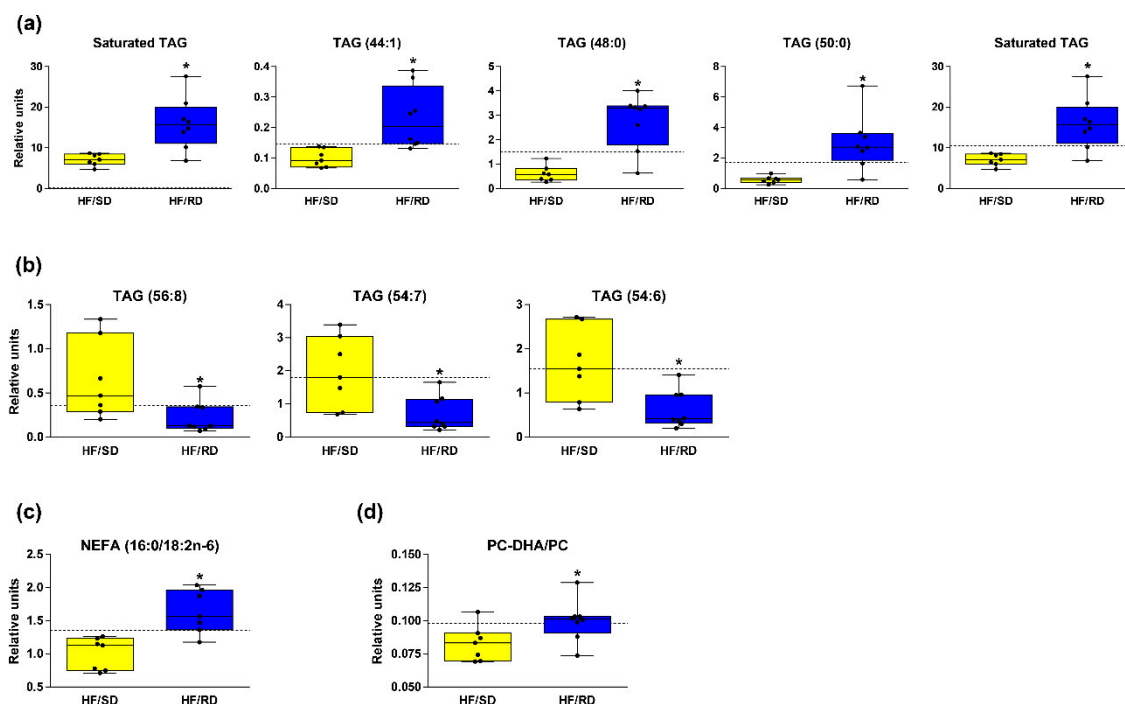 (a)
Saturated TAG
TAG (44:1)
TAG (48:0)
TAG (50:0)
Saturated TAG
Relative units
30
20
10
0
0.4
0.3
0.2
0.1
0.0
5
4
3
2
1
0
8
6
4
2
0
30
20
10
0
*
*
*
*
*
HF/SD HF/RD
HF/SD HF/RD
HF/SD HF/RD
HF/SD HF/RD
HF/SD HF/RD
(b)
TAG (56:8)
TAG (54:7)
TAG (54:6)
Relative units
1.5
1.0
0.5
0.0
4
3
2
1
0
3
2
1
0
*
*
*
HF/SD HF/RD
HF/SD HF/RD
HF/SD HF/RD
(c)
NEFA (16:0/18:2n-6)
Relative units
2.5
2.0
1.5
1.0
0.5
*
HF/SD HF/RD
(d)
PC-DHA/PC
Relative units
0.150
0.125
0.100
0.075
0.050
*
HF/SD HF/RD